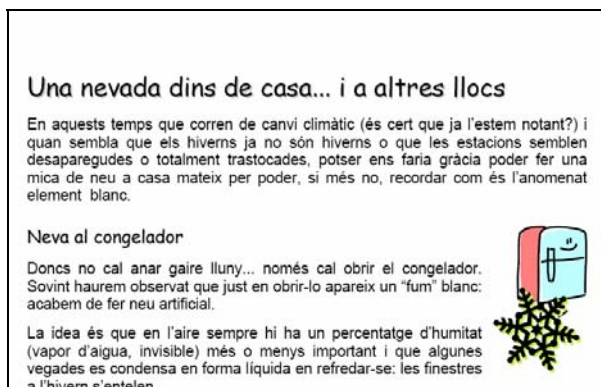 Una nevada dins de casa... i a altres llocs
En aquests temps que corren de canvi climàtic (és cert que ja l'estem notant?) i
quan sembla que els hiverns ja no són hiverns o que les estacions semblen
desaparegudes o totalment trastocades, potser ens faria gràcia poder fer una
mica de neu a casa mateix per poder, si més no, recordar com és l'anomenat
element blanc.
Neva al congelador
Doncs no cal anar gaire lluny... només cal obrir el congelador.
Sovint haurem observat que just en obrir-lo apareix un "fum" blanc:
acabem de fer neu artificial.
La idea és que en l'aire sempre hi ha un percentatge d'humitat
(vapor d'aigua, invisible) més o menys important i que algunes
vegades es condensa en forma líquida en refredar-se: les finestres
a l'hivern s'entelen